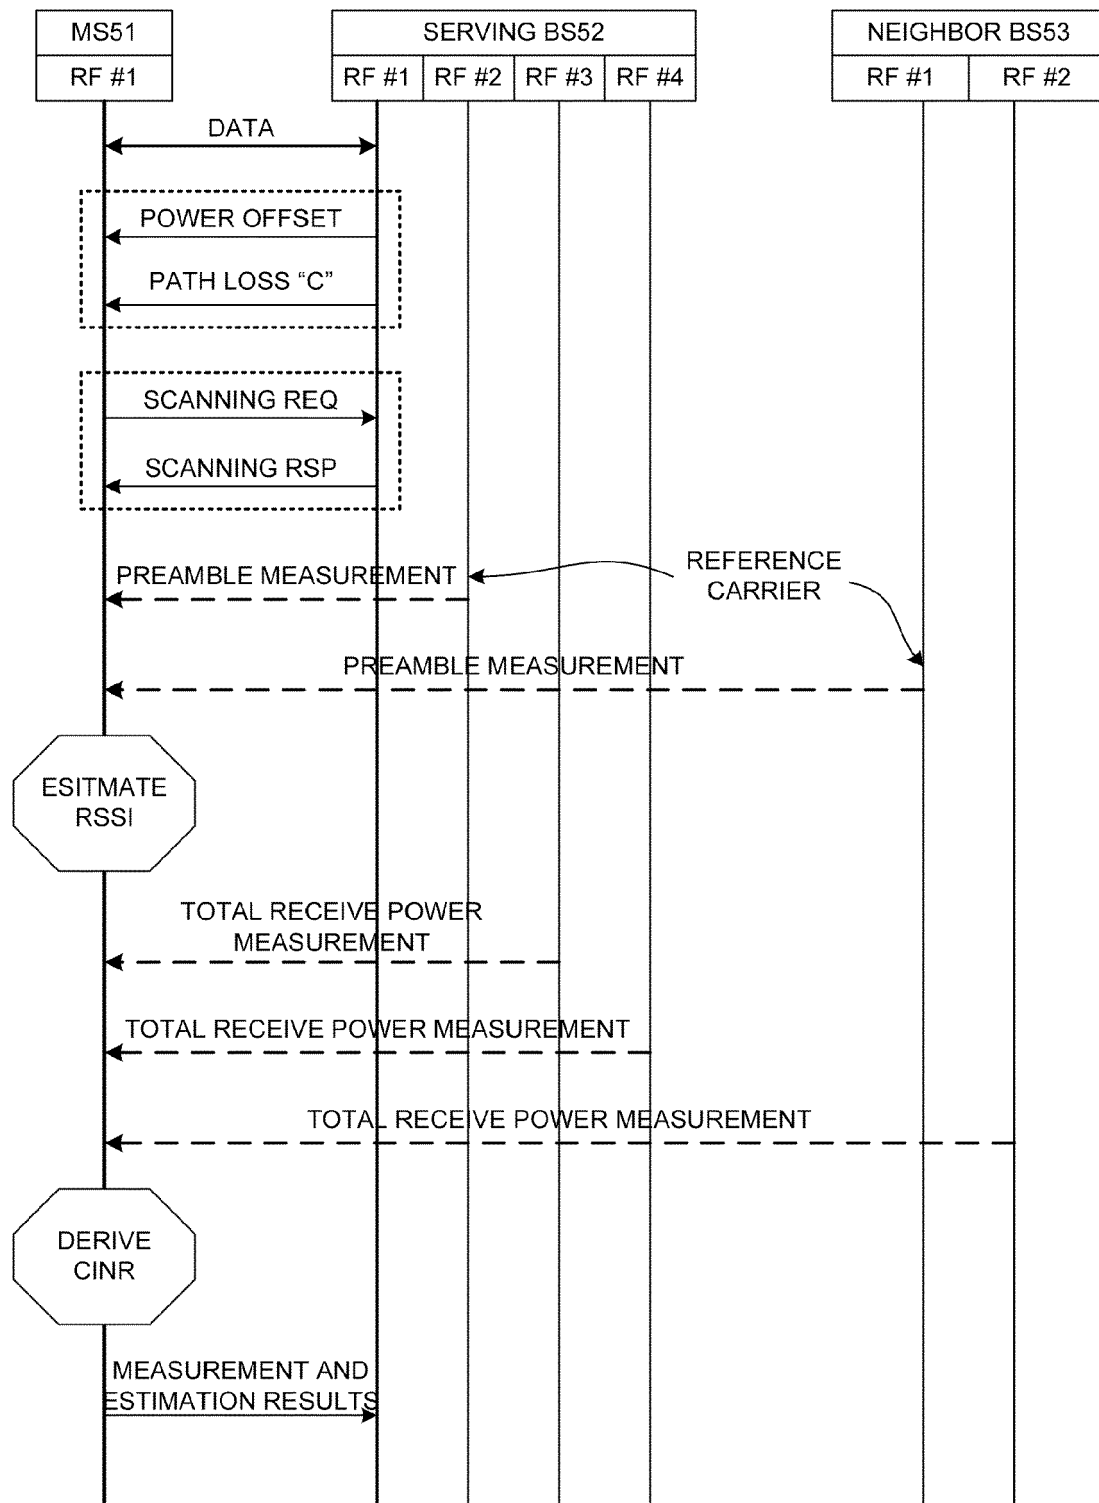 MS51
SERVING BS52
NEIGHBOR BS53
RF #1
RF #1
RF #2
RF #3
RF #4
RF #1
RF #2
DATA
POWER OFFSET
PATH LOSS “C”
SCANNING REQ
SCANNING RSP
REFERENCE
CARRIER
PREAMBLE MEASUREMENT
PREAMBLE MEASUREMENT
ESITMATE
RSSI
TOTAL RECEIVE POWER
MEASUREMENT
TOTAL RECEIVE POWER MEASUREMENT
TOTAL RECEIVE POWER MEASUREMENT
DERIVE
CINR
MEASUREMENT AND
ESTIMATION RESULTS